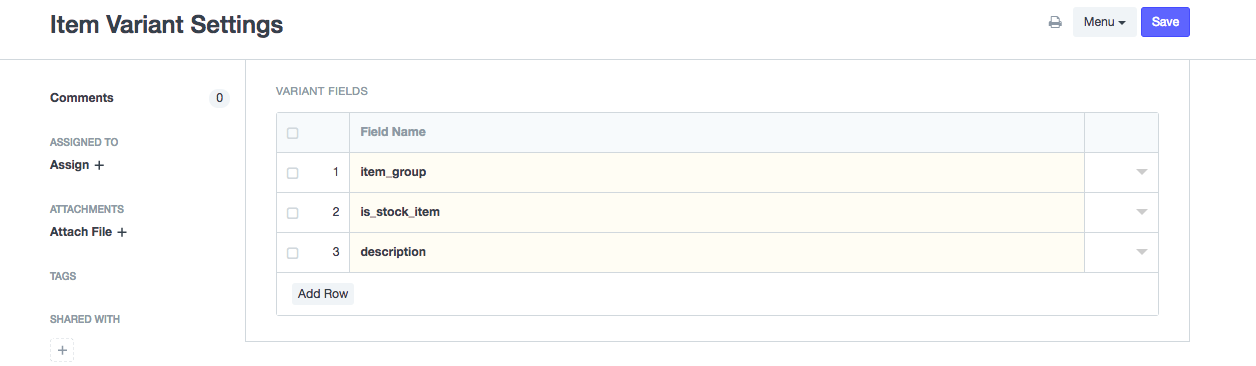 Item Variant Settings
Menu
Save
Comments 0
ASSIGNED TO
Assign +
ATTACHMENTS
Attach File +
TAGS
SHARED WITH
+
VARIANT FIELDS
Field Name
1 item_group
2 is_stock_item
3 description
Add Row